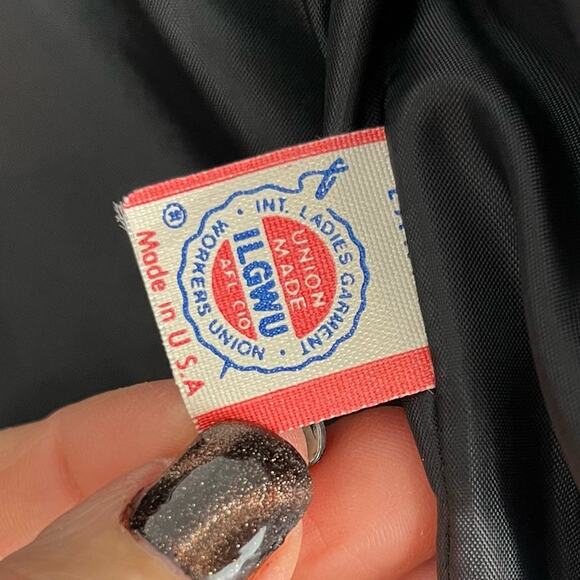 ®
INT. LADIES GARMENT
WORKERS UNION
UNION
MADE
ILGWU
AFL CIO
Made in U.S.A